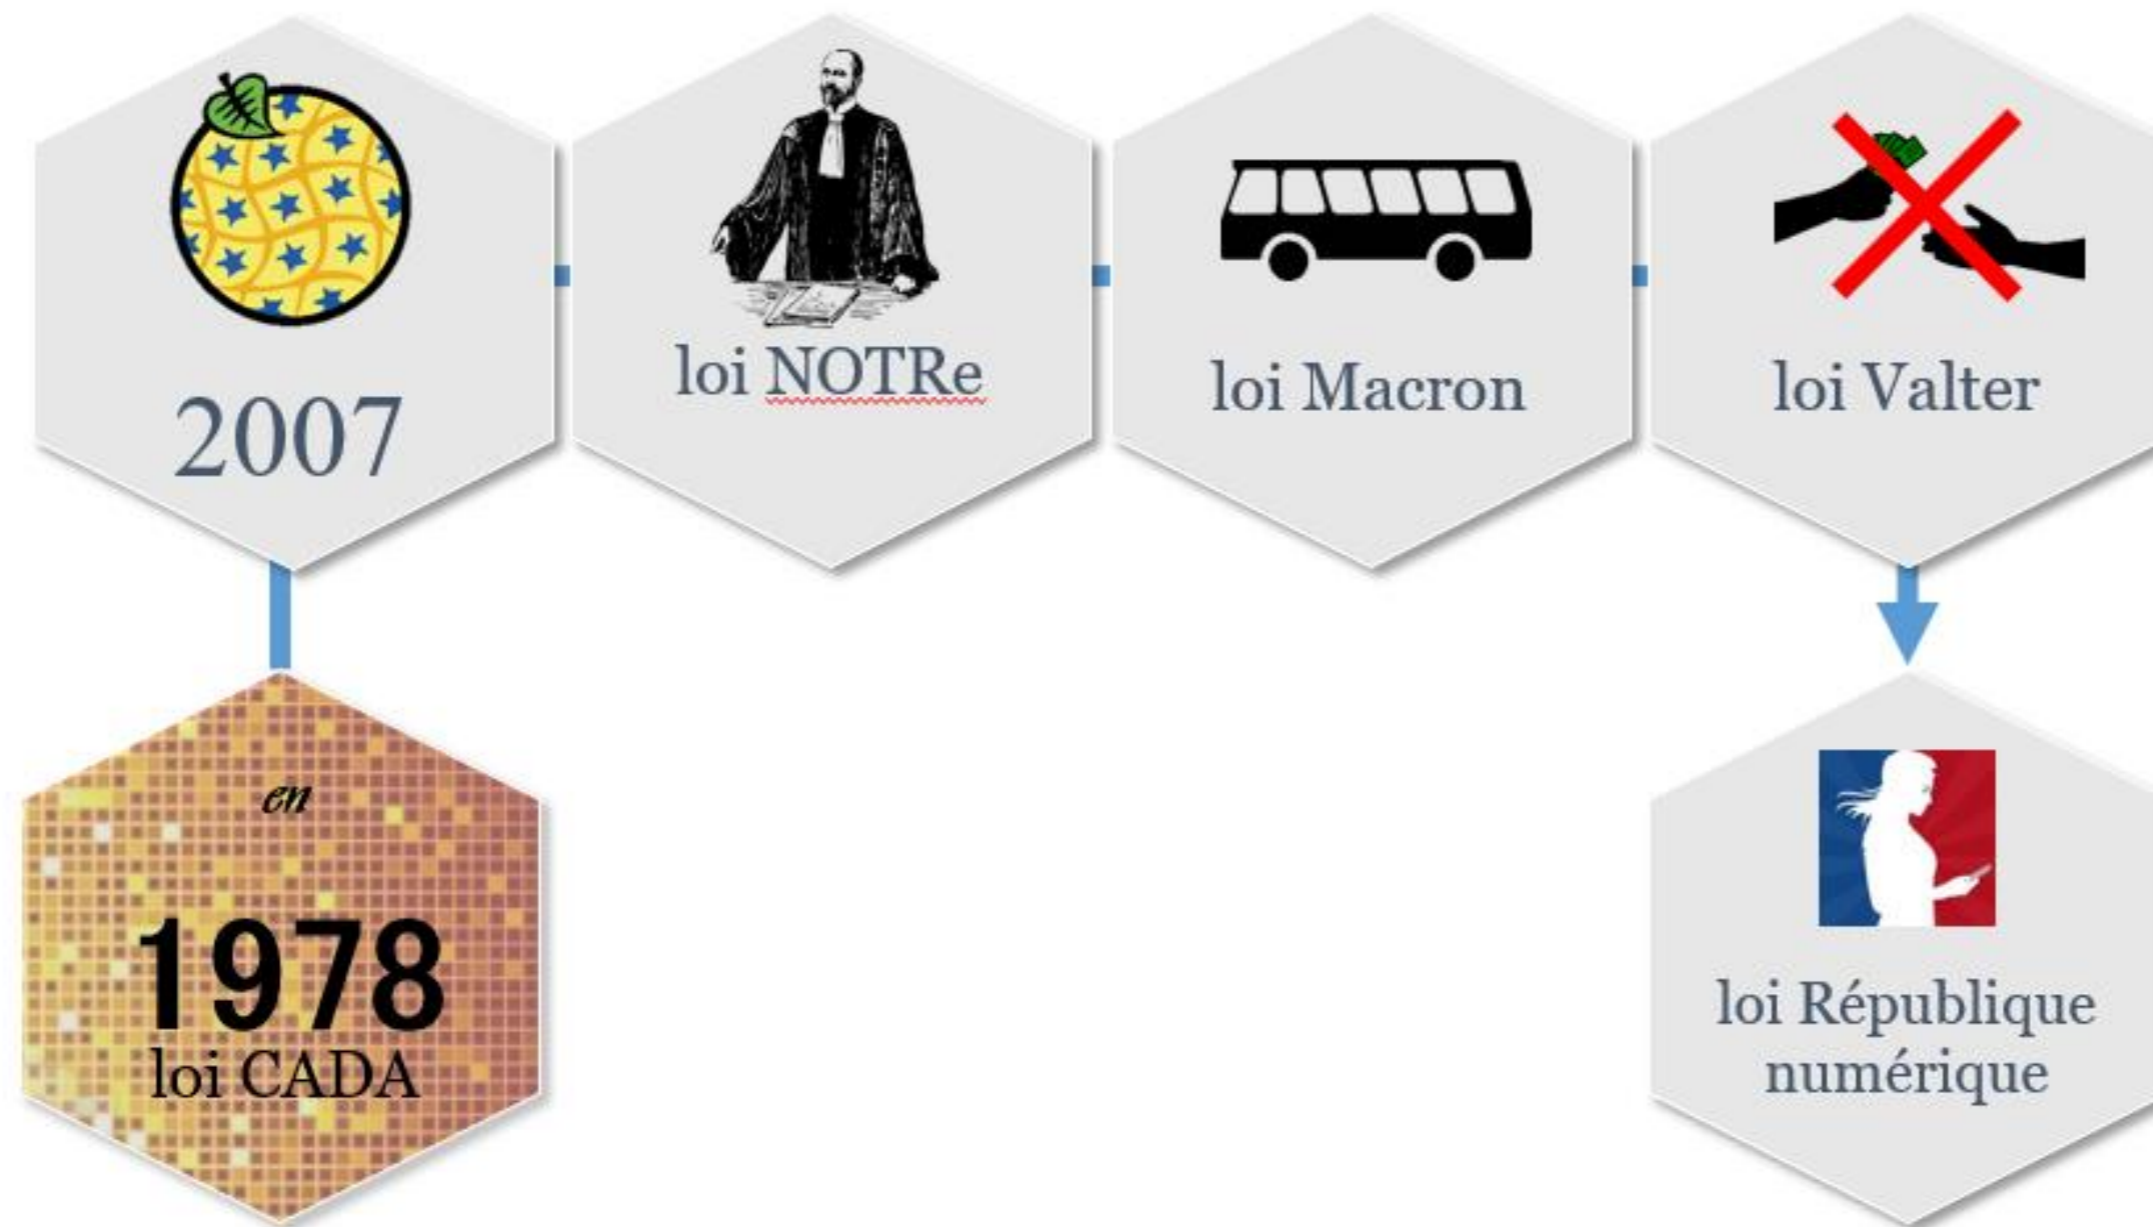 2007
loi NOTRe
loi Macron
loi Valter
en
1978
loi CADA
loi République
numérique